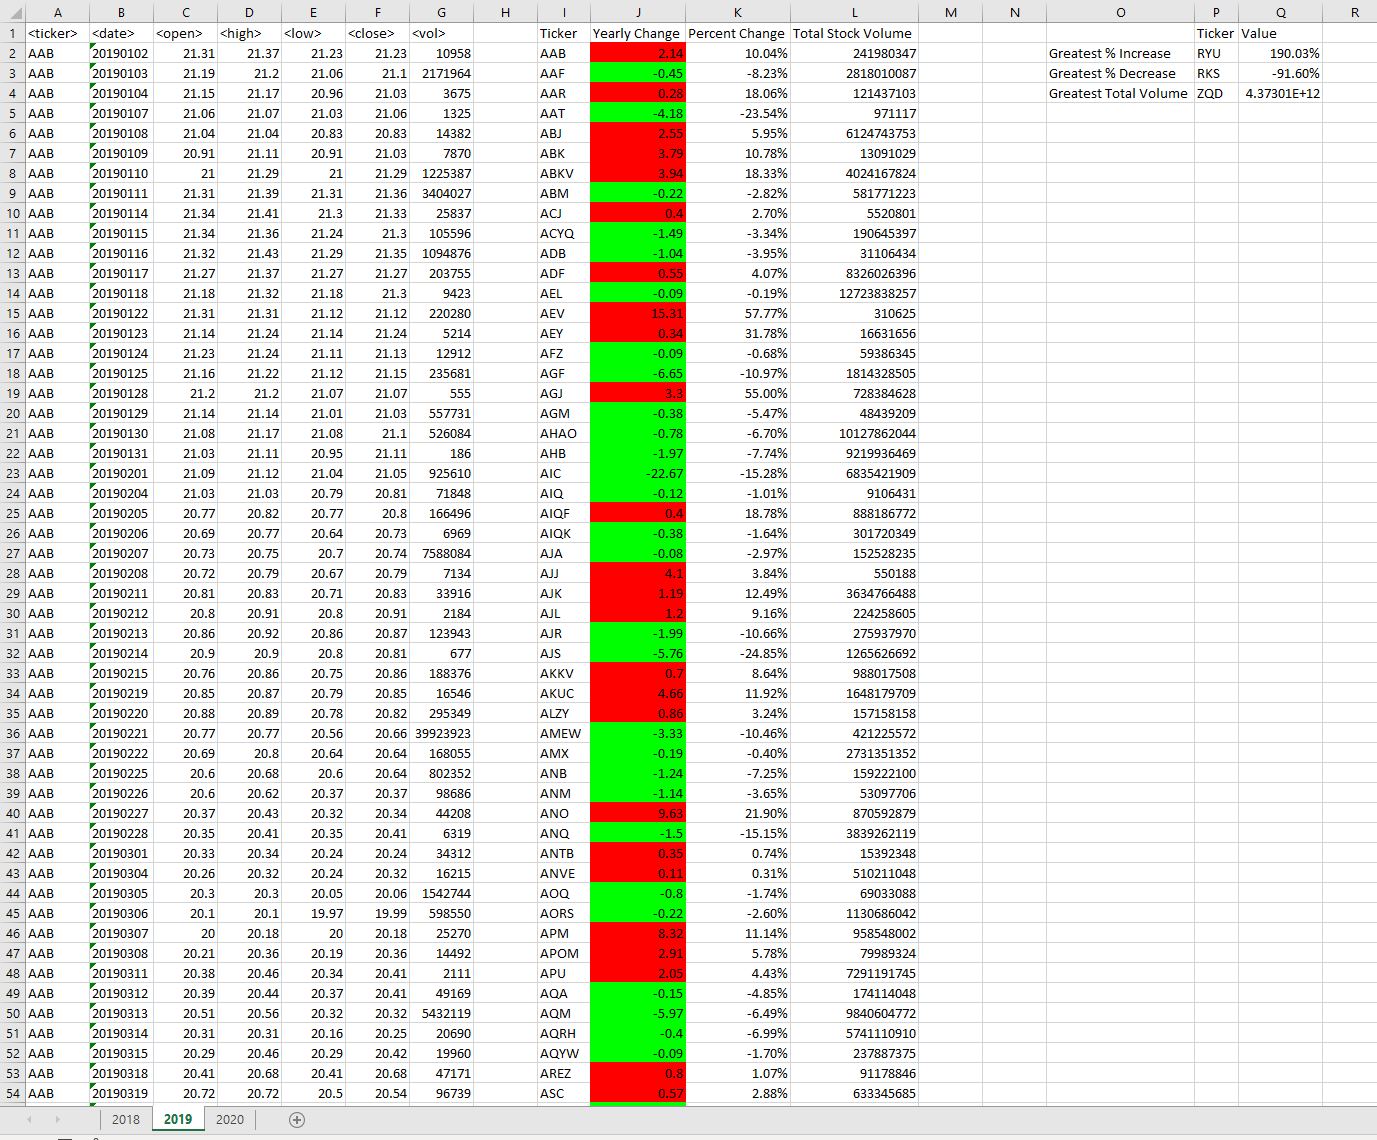 A B C D E F G H I J K L M N O P Q R
1 <ticker> <date> <open> <high> <low> <close> <vol> Ticker Yearly Change Percent Change Total Stock Volume Ticker Value
2 AAB 20190102 21.31 21.37 21.23 21.23 10958 AAB 2.14 10.04% 241980347 Greatest % Increase RYU 190.03%
3 AAB 20190103 21.19 21.2 21.06 21.1 2171964 AAF -0.45 -8.23% 2818010087 Greatest % Decrease RKS -91.60%
4 AAB 20190104 21.15 21.17 20.96 21.03 3675 AAR 0.28 18.06% 121437103 Greatest Total Volume ZQD 4.37301E+12
5 AAB 20190107 21.06 21.07 21.03 21.06 1325 AAT -4.18 -23.54% 971117
6 AAB 20190108 21.04 21.04 20.83 20.83 14382 ABJ 2.55 5.95% 6124743753
7 AAB 20190109 20.91 21.11 20.91 21.03 7870 ABK 3.79 10.78% 13091029
8 AAB 20190110 21 21.29 21 21.29 1225387 ABKV 3.94 18.33% 4024167824
9 AAB 20190111 21.31 21.39 21.31 21.36 3404027 ABM -0.22 -2.82% 581771223
10 AAB 20190114 21.34 21.41 21.3 21.33 25837 ACJ 0.4 2.70% 5520801
11 AAB 20190115 21.34 21.36 21.24 21.3 105596 ACYQ -1.49 -3.34% 190645397
12 AAB 20190116 21.32 21.43 21.29 21.35 1094876 ADB -1.04 -3.95% 31106434
13 AAB 20190117 21.27 21.37 21.27 21.27 203755 ADF 0.55 4.07% 8326026396
14 AAB 20190118 21.18 21.32 21.18 21.3 9423 AEL -0.09 -0.19% 12723838257
15 AAB 20190122 21.31 21.31 21.12 21.12 220280 AEV 15.31 57.77% 310625
16 AAB 20190123 21.14 21.24 21.14 21.24 5214 AEY 0.34 31.78% 16631656
17 AAB 20190124 21.23 21.24 21.11 21.13 12912 AFZ -0.09 -0.68% 59386345
18 AAB 20190125 21.16 21.22 21.12 21.15 235681 AGF -6.65 -10.97% 1814328505
19 AAB 20190128 21.2 21.2 21.07 21.07 555 AGJ 3.3 55.00% 728384628
20 AAB 20190129 21.14 21.14 21.01 21.03 557731 AGM -0.38 -5.47% 48439209
21 AAB 20190130 21.08 21.17 21.08 21.1 526084 AHAO -0.78 -6.70% 10127862044
22 AAB 20190131 21.03 21.11 20.95 21.11 186 AHB -1.97 -7.74% 9219936469
23 AAB 20190201 21.09 21.12 21.04 21.05 925610 AIC -22.67 -15.28% 6835421909
24 AAB 20190204 21.03 21.03 20.79 20.81 71848 AIQ -0.12 -1.01% 9106431
25 AAB 20190205 20.77 20.82 20.77 20.8 166496 AIQF 0.4 18.78% 888186772
26 AAB 20190206 20.69 20.77 20.64 20.73 6969 AIQK -0.38 -1.64% 301720349
27 AAB 20190207 20.73 20.75 20.7 20.74 7588084 AJA -0.08 -2.97% 152528235
28 AAB 20190208 20.72 20.79 20.67 20.79 7134 AJJ 4.1 3.84% 550188
29 AAB 20190211 20.81 20.83 20.71 20.83 33916 AJK 1.19 12.49% 3634766488
30 AAB 20190212 20.8 20.91 20.8 20.91 2184 AJL 1.2 9.16% 224258605
31 AAB 20190213 20.86 20.92 20.86 20.87 123943 AJR -1.99 -10.66% 275937970
32 AAB 20190214 20.9 20.9 20.8 20.81 677 AJS -5.76 -24.85% 1265626692
33 AAB 20190215 20.76 20.86 20.75 20.86 188376 AKKV 0.7 8.64% 988017508
34 AAB 20190219 20.85 20.87 20.79 20.85 16546 AKUC 4.66 11.92% 1648179709
35 AAB 20190220 20.88 20.89 20.78 20.82 295349 ALZY 0.86 3.24% 157158158
36 AAB 20190221 20.77 20.77 20.56 20.66 39923923 AMEW -3.33 -10.46% 421225572
37 AAB 20190222 20.69 20.8 20.64 20.64 168055 AMX -0.19 -0.40% 2731351352
38 AAB 20190225 20.6 20.68 20.6 20.64 802352 ANB -1.24 -7.25% 159222100
39 AAB 20190226 20.6 20.62 20.37 20.37 98686 ANM -1.14 -3.65% 53097706
40 AAB 20190227 20.37 20.43 20.32 20.34 44208 ANO 9.63 21.90% 870592879
41 AAB 20190228 20.35 20.41 20.35 20.41 6319 ANQ -1.5 -15.15% 3839262119
42 AAB 20190301 20.33 20.34 20.24 20.24 34312 ANTB 0.35 0.74% 15392348
43 AAB 20190304 20.26 20.32 20.24 20.32 16215 ANVE 0.11 0.31% 510211048
44 AAB 20190305 20.3 20.3 20.05 20.06 1542744 AOQ -0.8 -1.74% 69033088
45 AAB 20190306 20.1 20.1 19.97 19.99 598550 AORS -0.22 -2.60% 1130686042
46 AAB 20190307 20 20.18 20 20.18 25270 APM 8.32 11.14% 958548002
47 AAB 20190308 20.21 20.36 20.19 20.36 14492 APOM 2.91 5.78% 79989324
48 AAB 20190311 20.38 20.46 20.34 20.41 2111 APU 2.05 4.43% 7291191745
49 AAB 20190312 20.39 20.44 20.37 20.41 49169 AQA -0.15 -4.85% 174114048
50 AAB 20190313 20.51 20.56 20.32 20.32 5432119 AQM -5.97 -6.49% 9840604772
51 AAB 20190314 20.31 20.31 20.16 20.25 20690 AQRH -0.4 -6.99% 5741110910
52 AAB 20190315 20.29 20.46 20.29 20.42 19960 AQYW -0.09 -1.70% 237887375
53 AAB 20190318 20.41 20.68 20.41 20.68 47171 AREZ 0.8 1.07% 91178846
54 AAB 20190319 20.72 20.72 20.5 20.54 96739 ASC 0.57 2.88% 633345685
2018 2019 2020